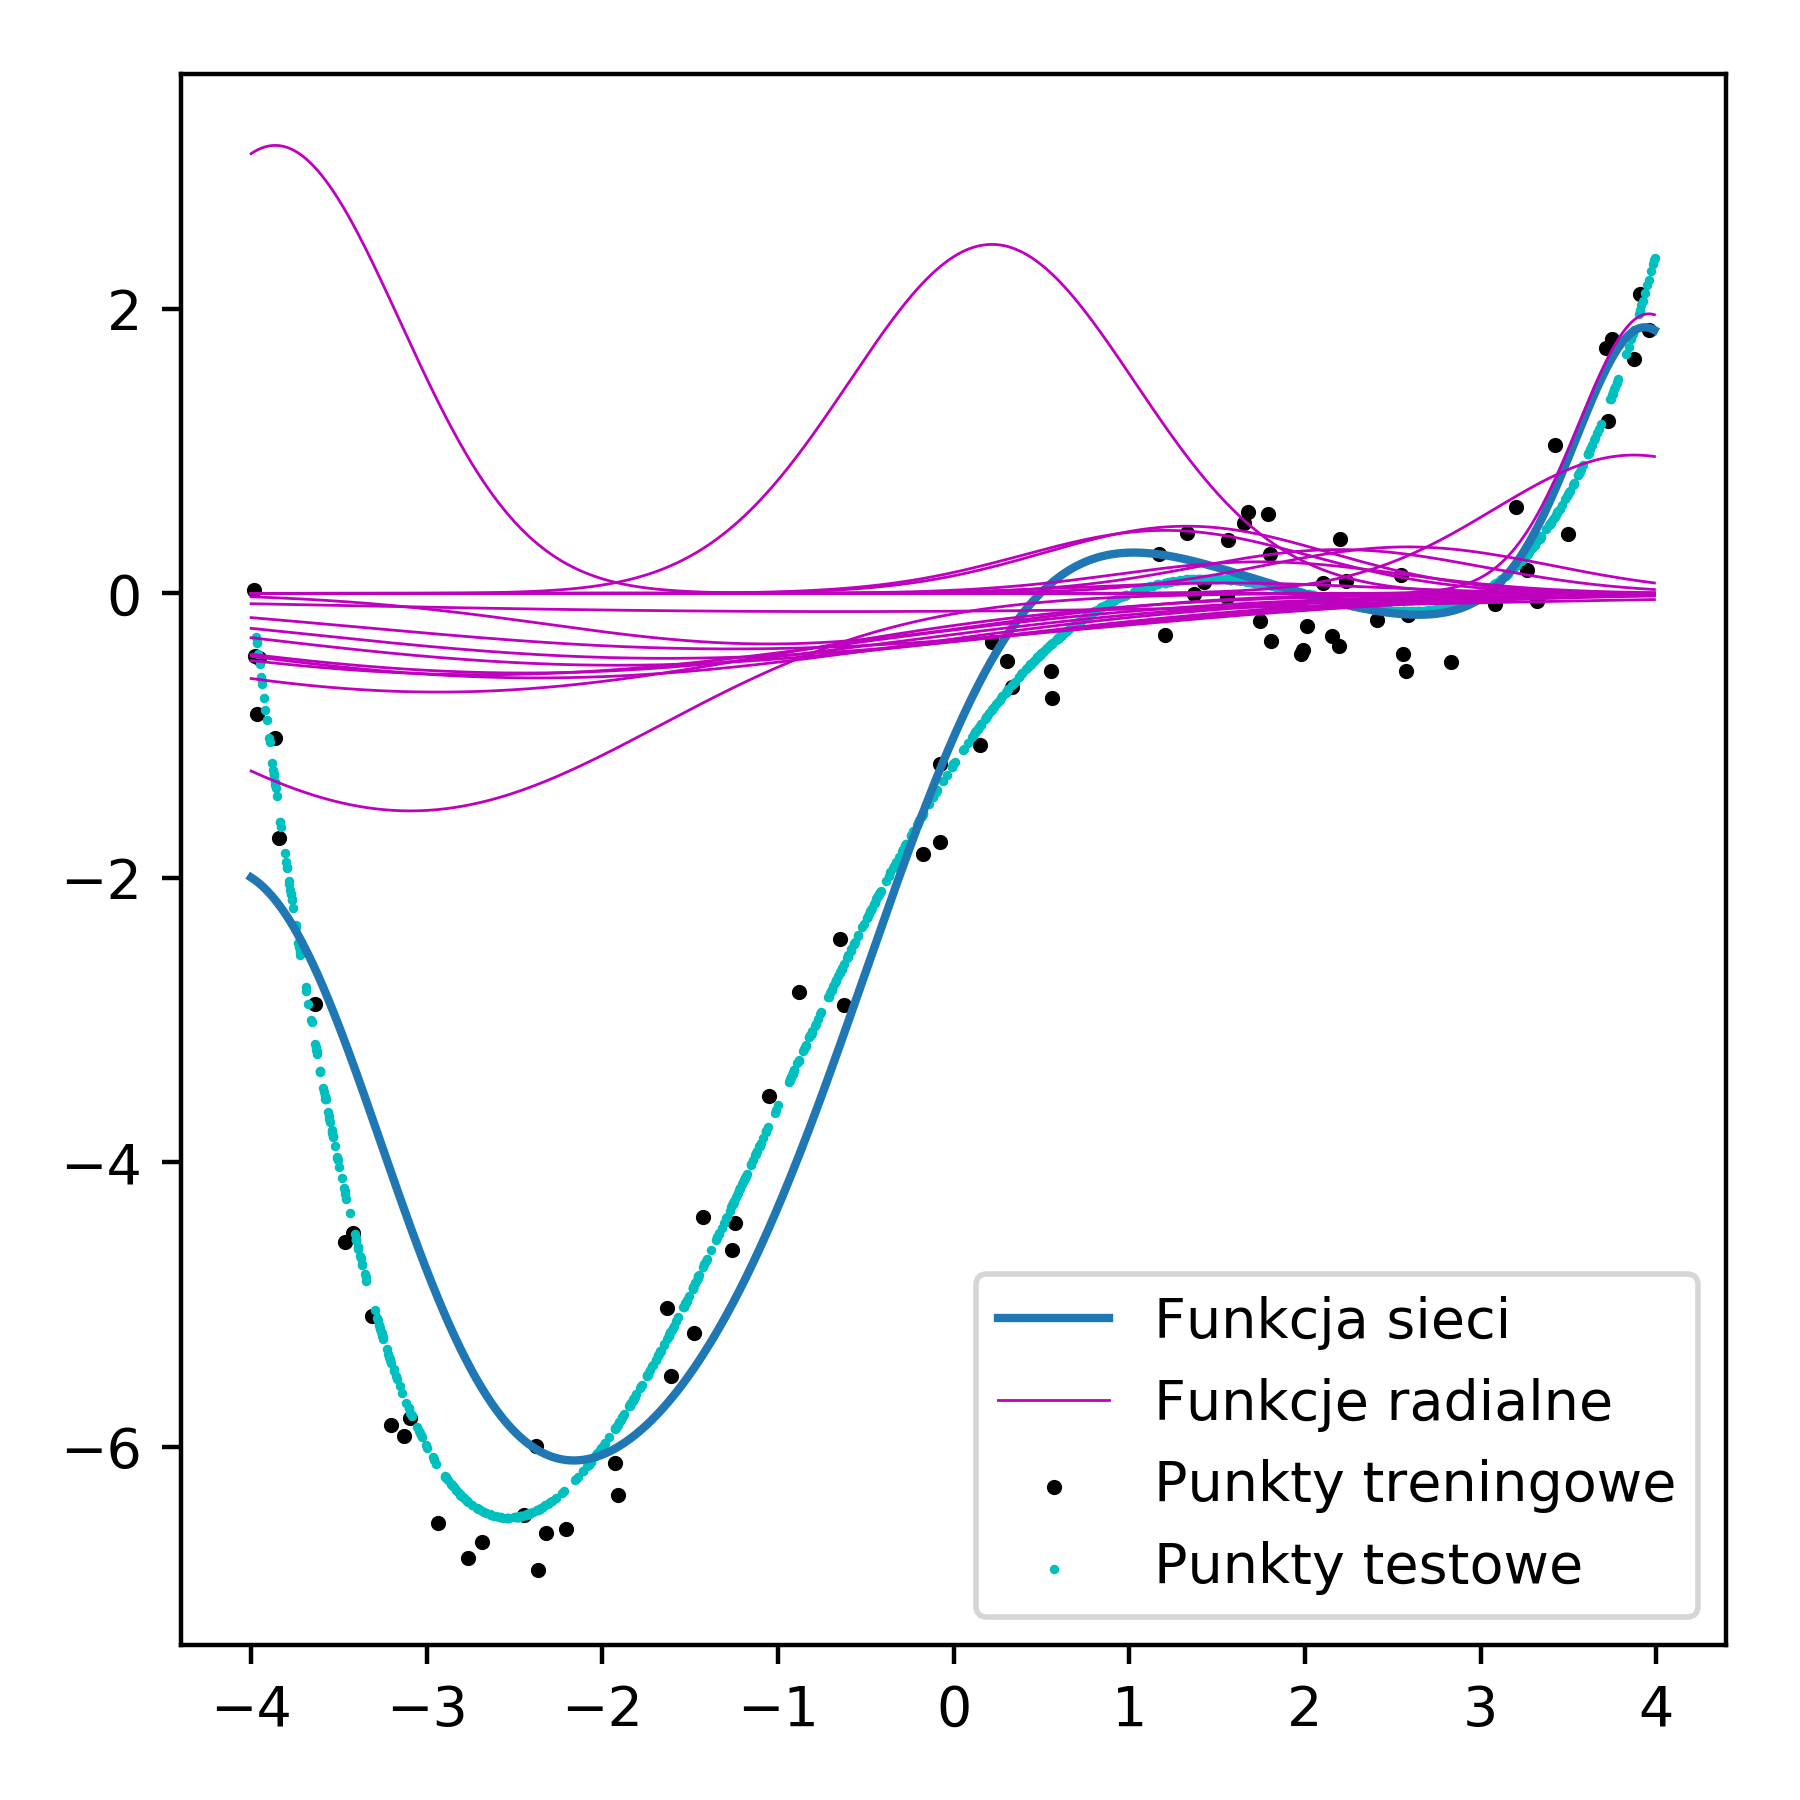 2
0
−2
−4
−6
−4 −3 −2 −1 0 1 2 3 4
Funkcja sieci
Funkcje radialne
Punkty treningowe
Punkty testowe